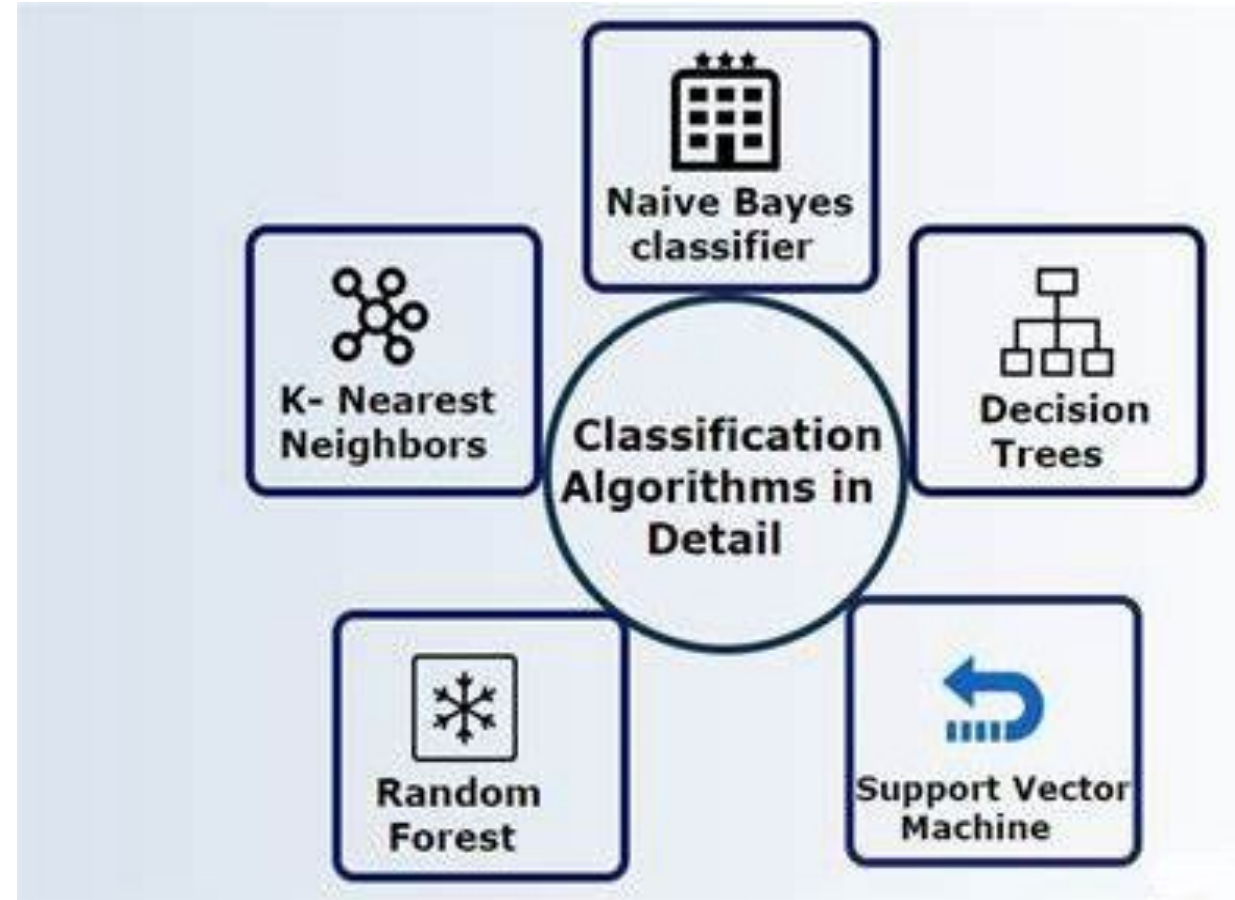 Naive Bayes
classifier
K- Nearest
Neighbors
Decision
Trees
Classification
Algorithms in
Detail
Random
Forest
Support Vector
Machine